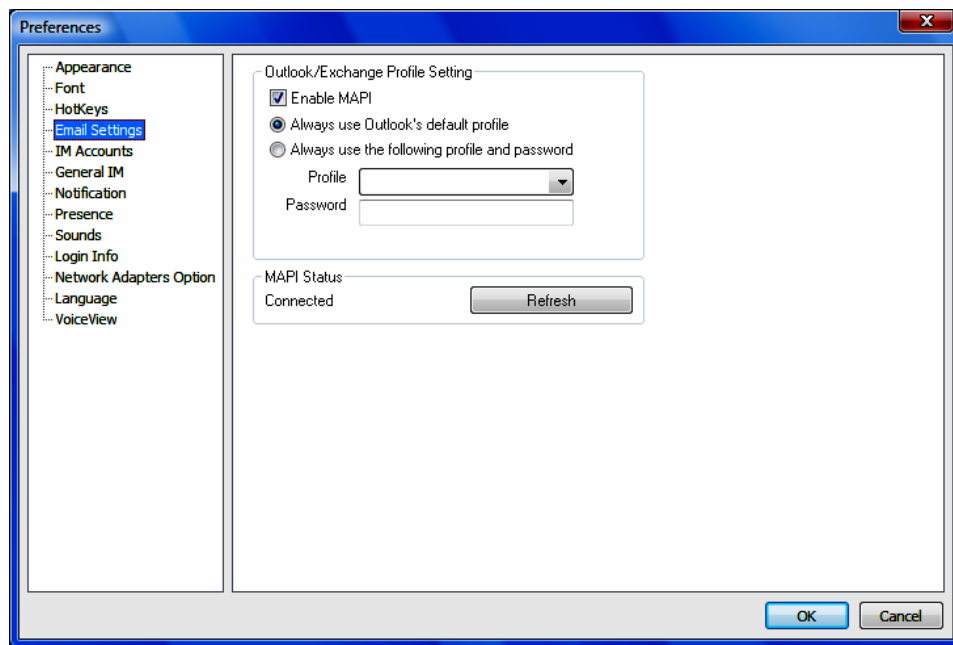 Preferences
X
Appearance
Font
HotKeys
Email Settings
IM Accounts
General IM
Notification
Presence
Sounds
Login Info
Network Adapters Option
Language
VoiceView
Outlook/Exchange Profile Setting
Enable MAPI
Always use Outlook's default profile
Always use the following profile and password
Profile
Password
MAPI Status
Connected
Refresh
OK
Cancel